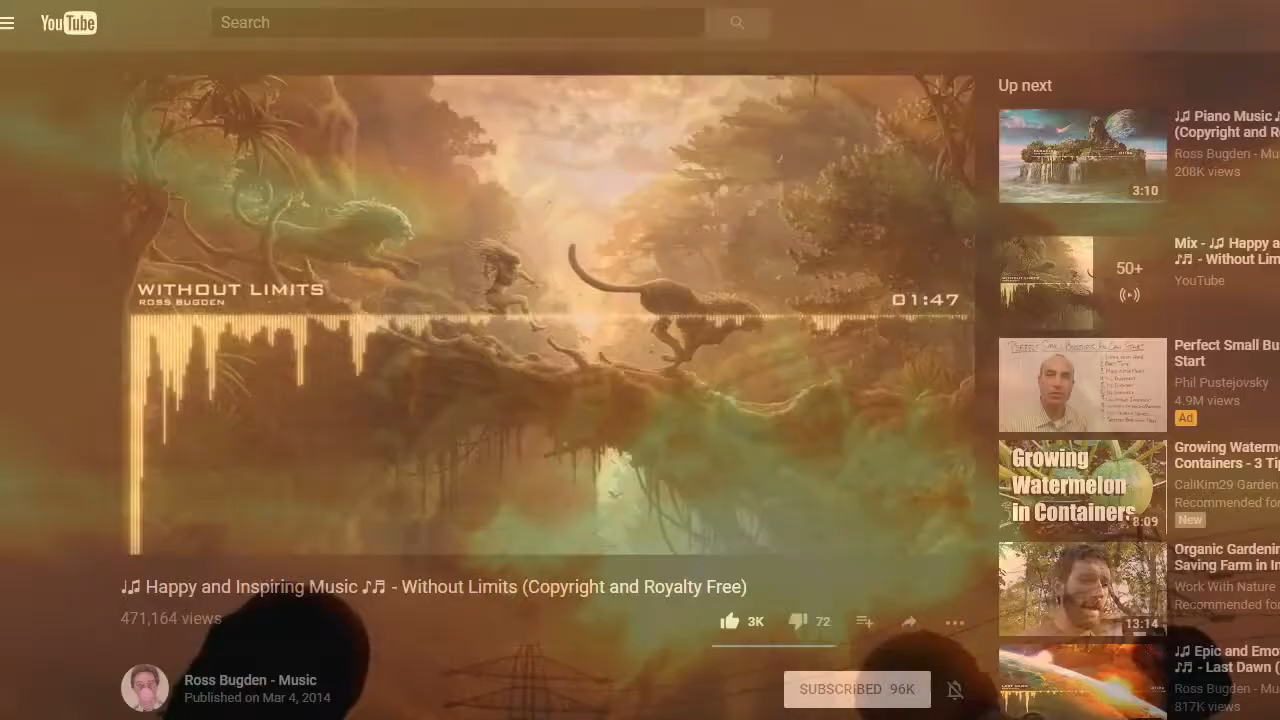 YouTube
Search
WITHOUT LIMITS
ROSS BUGDEN
01:47
♩♫ Happy and Inspiring Music ♪♬ - Without Limits (Copyright and Royalty Free)
471,164 views
3K
72
Ross Bugden - Music
Published on Mar 4, 2014
SUBSCRIBED 96K
Up next
3:10
♩♫ Piano Music
(Copyright and
Ross Bugden -
208K views
50+
Mix - ♩♫ Happy a
♪♬ - Without Lim
YouTube
Perfect Small Bu
Start
Phil Pustejovsky
4.9M views
Ad
Growing
Watermelon
in Containers
8:09
Growing Waterm
Containers - 3 Ti
CaliKim29 Garden
Recommended fo
New
13:14
Organic Gardenin
Saving Farm in In
Work With Nature
Recommended fo
♩♫ Epic and Emo
♪♬ - Last Dawn (
Ross Bugden - Mu
817K views